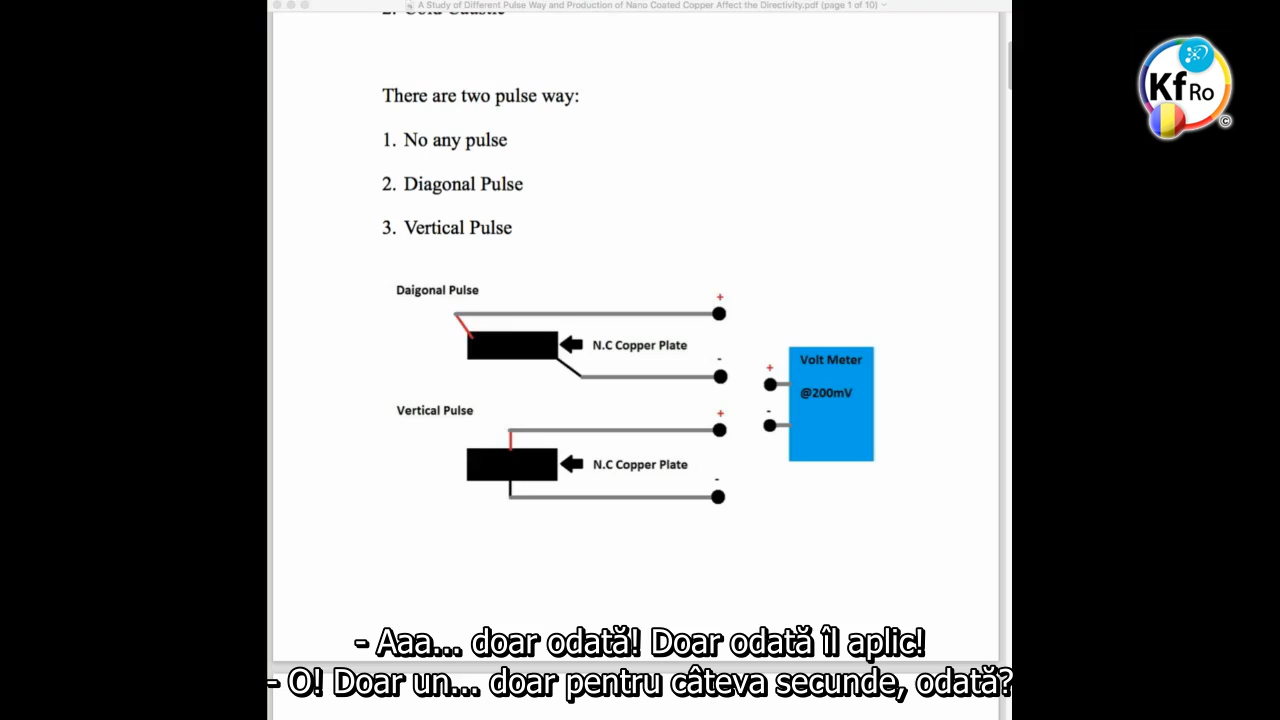 A Study of Different Pulse Way and Production of Nano Coated Copper Affect the Directivity.pdf (page 1 of 10)
2. Cold Caustic
There are two pulse way:
1. No any pulse
2. Diagonal Pulse
3. Vertical Pulse
Daigonal Pulse
+
N.C Copper Plate
-
Vertical Pulse
+
N.C Copper Plate
-
Volt Meter
+
@200mV
-
Kf Ro
©
- Aaa... doar odată! Doar odată îl aplic!
- O! Doar un... doar pentru câteva secunde, odată?